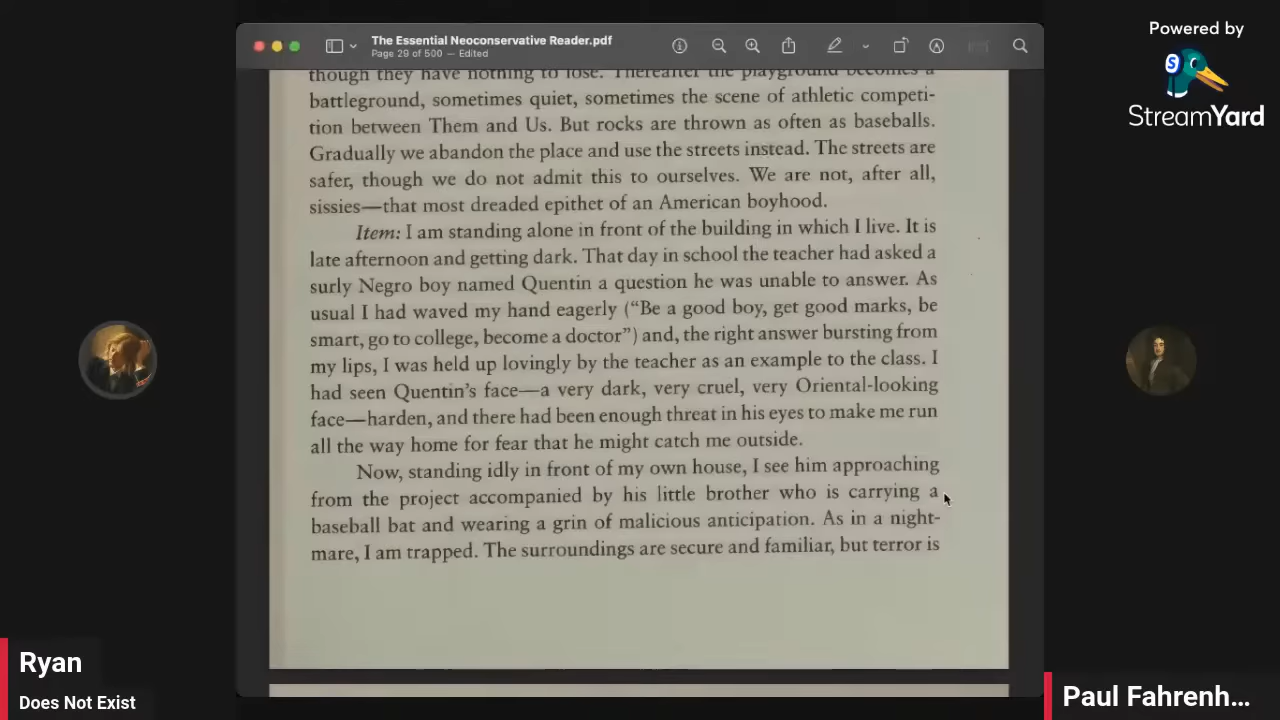 Powered by
StreamYard
The Essential Neoconservative Reader.pdf
Page 29 of 500 — Edited
though they have nothing to lose. Thereafter the playground becomes a
battleground, sometimes quiet, sometimes the scene of athletic competi-
tion between Them and Us. But rocks are thrown as often as baseballs.
Gradually we abandon the place and use the streets instead. The streets are
safer, though we do not admit this to ourselves. We are not, after all,
sissies—that most dreaded epithet of an American boyhood.
Item: I am standing alone in front of the building in which I live. It is
late afternoon and getting dark. That day in school the teacher had asked a
surly Negro boy named Quentin a question he was unable to answer. As
usual I had waved my hand eagerly (“Be a good boy, get good marks, be
smart, go to college, become a doctor”) and, the right answer bursting from
my lips, I was held up lovingly by the teacher as an example to the class. I
had seen Quentin’s face—a very dark, very cruel, very Oriental-looking
face—harden, and there had been enough threat in his eyes to make me run
all the way home for fear that he might catch me outside.
Now, standing idly in front of my own house, I see him approaching
from the project accompanied by his little brother who is carrying a
baseball bat and wearing a grin of malicious anticipation. As in a night-
mare, I am trapped. The surroundings are secure and familiar, but terror is
Ryan
Does Not Exist
Paul Fahrenh...